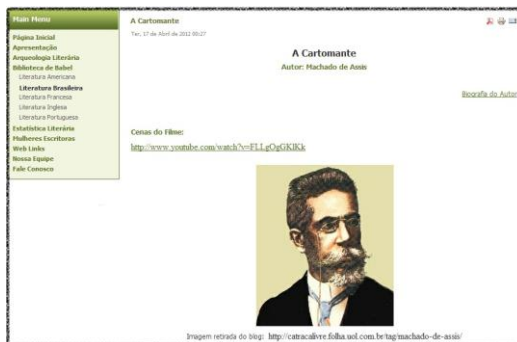 Main Menu
Página Inicial
Apresentação
Arqueologia Literária
Biblioteca de Babel
Literatura Americana
Literatura Brasileira
Literatura Francesa
Literatura Inglesa
Literatura Portuguesa
Estatística Literária
Mulheres Escritoras
Web Links
Nossa Equipe
Fale Conosco
A Cartomante
Ter, 17 de Abril de 2012 00:27
A Cartomante
Autor: Machado de Assis
Biografia do Autor
Cenas do Filme:
http://www.youtube.com/watch?v=FLLgOgGKlKk
Imagem retirada do blog: http://catracalivre.folha.uol.com.br/tag/machado-de-assis/